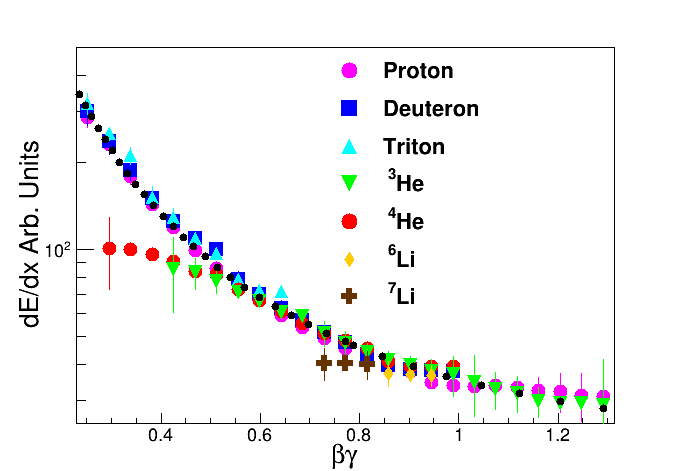 Proton
Deuteron
Triton
³He
⁴He
⁶Li
⁷Li
dE/dx Arb. Units
10²
0.4 0.6 0.8 1 1.2
βγ